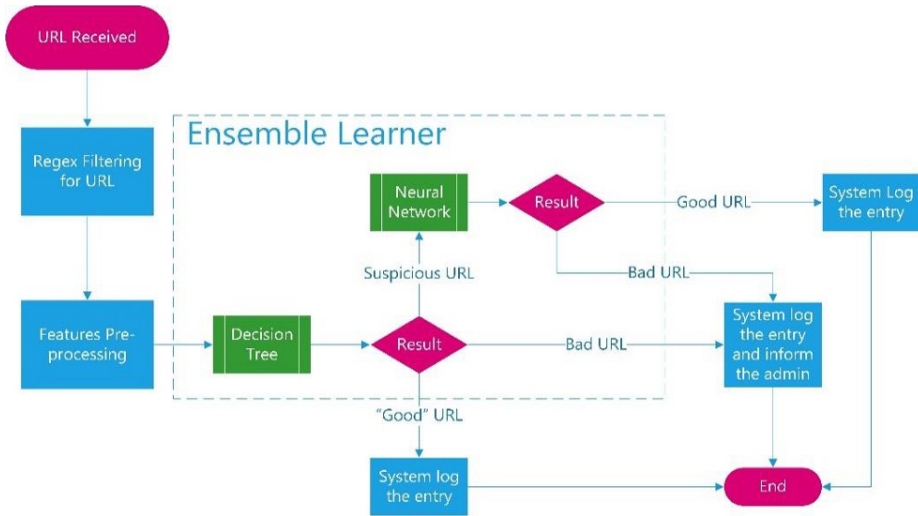 URL Received
Ensemble Learner
Regex Filtering
for URL
Neural
Network
Result
Good URL
System Log
the entry
Suspicious URL
Bad URL
Features Pre-
processing
Decision
Tree
Result
Bad URL
System log
the entry
and inform
the admin
"Good" URL
System log
the entry
End